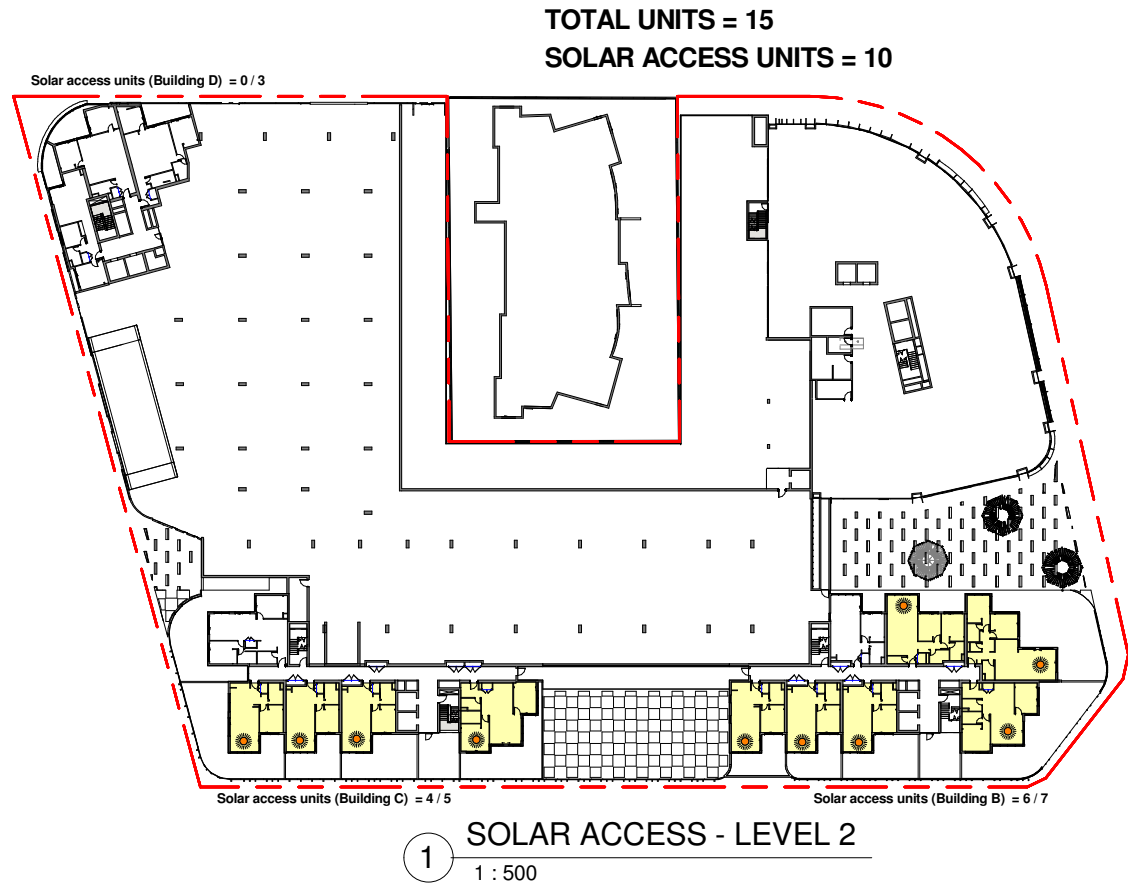 TOTAL UNITS = 15
SOLAR ACCESS UNITS = 10
Solar access units (Building D) = 0 / 3
Solar access units (Building C) = 4 / 5
Solar access units (Building B) = 6 / 7
1
SOLAR ACCESS - LEVEL 2
1 : 500